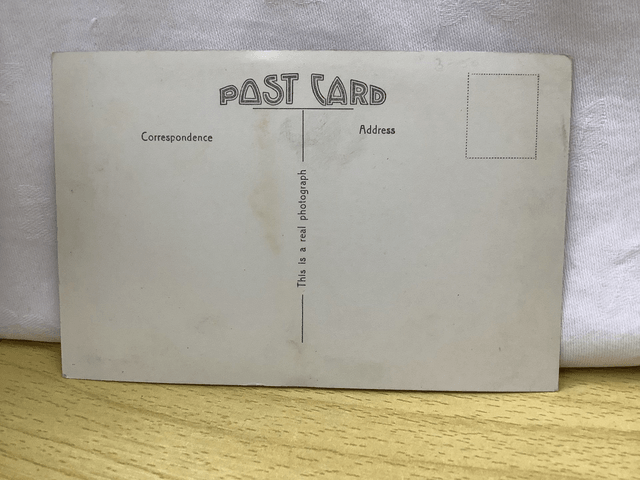 POST CARD
Correspondence
Address
This is a real photograph